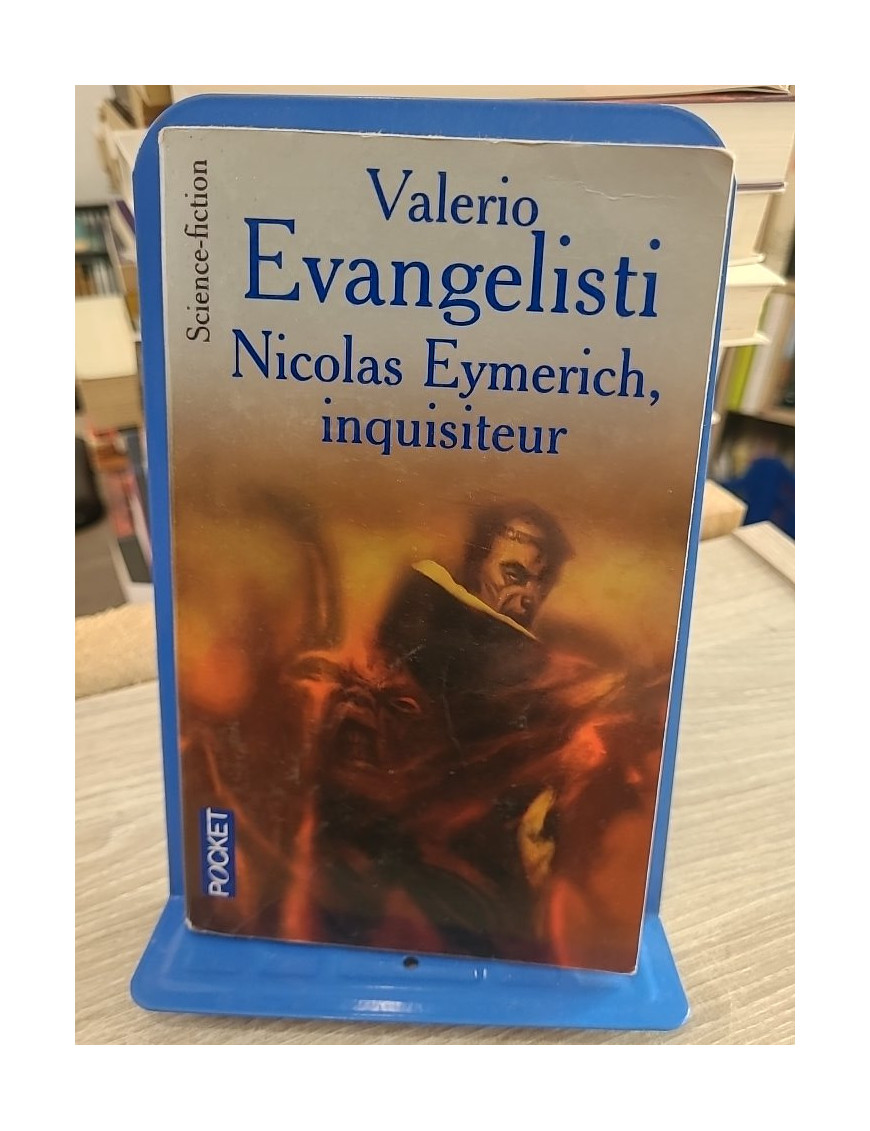 Science-fiction
Valerio
Evangelisti
Nicolas Eymerich,
inquisiteur
POCKET